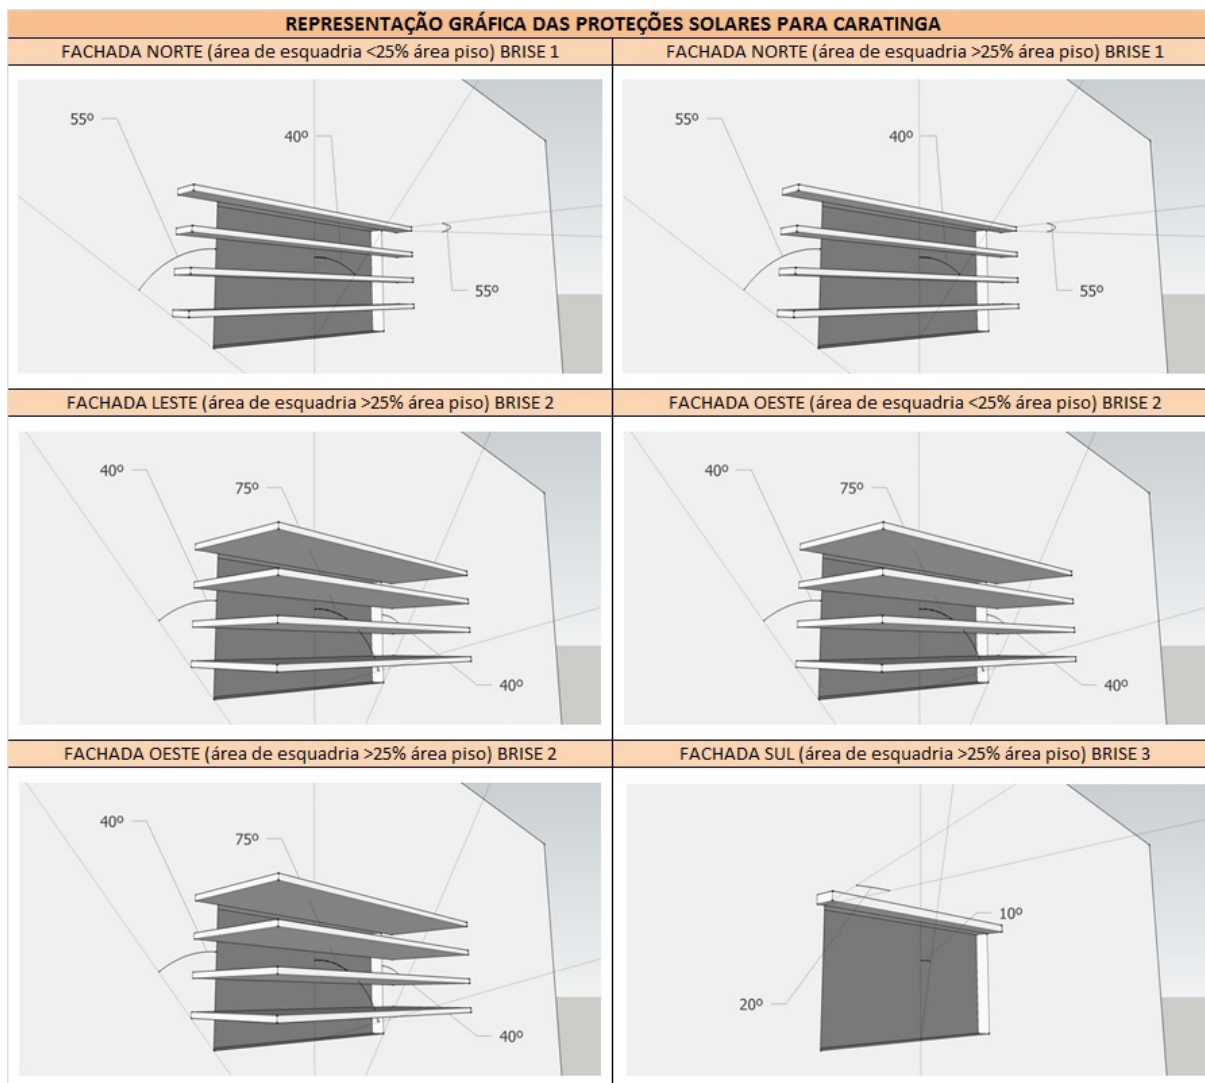 REPRESENTAÇÃO GRÁFICA DAS PROTEÇÕES SOLARES PARA CARATINGA
FACHADA NORTE (área de esquadria <25% área piso) BRISE 1
FACHADA NORTE (área de esquadria >25% área piso) BRISE 1
55º
40º
55º
55º
40º
55º
FACHADA LESTE (área de esquadria >25% área piso) BRISE 2
FACHADA OESTE (área de esquadria <25% área piso) BRISE 2
40º
75º
40º
40º
75º
40º
FACHADA OESTE (área de esquadria >25% área piso) BRISE 2
FACHADA SUL (área de esquadria >25% área piso) BRISE 3
40º
75º
40º
10º
20º